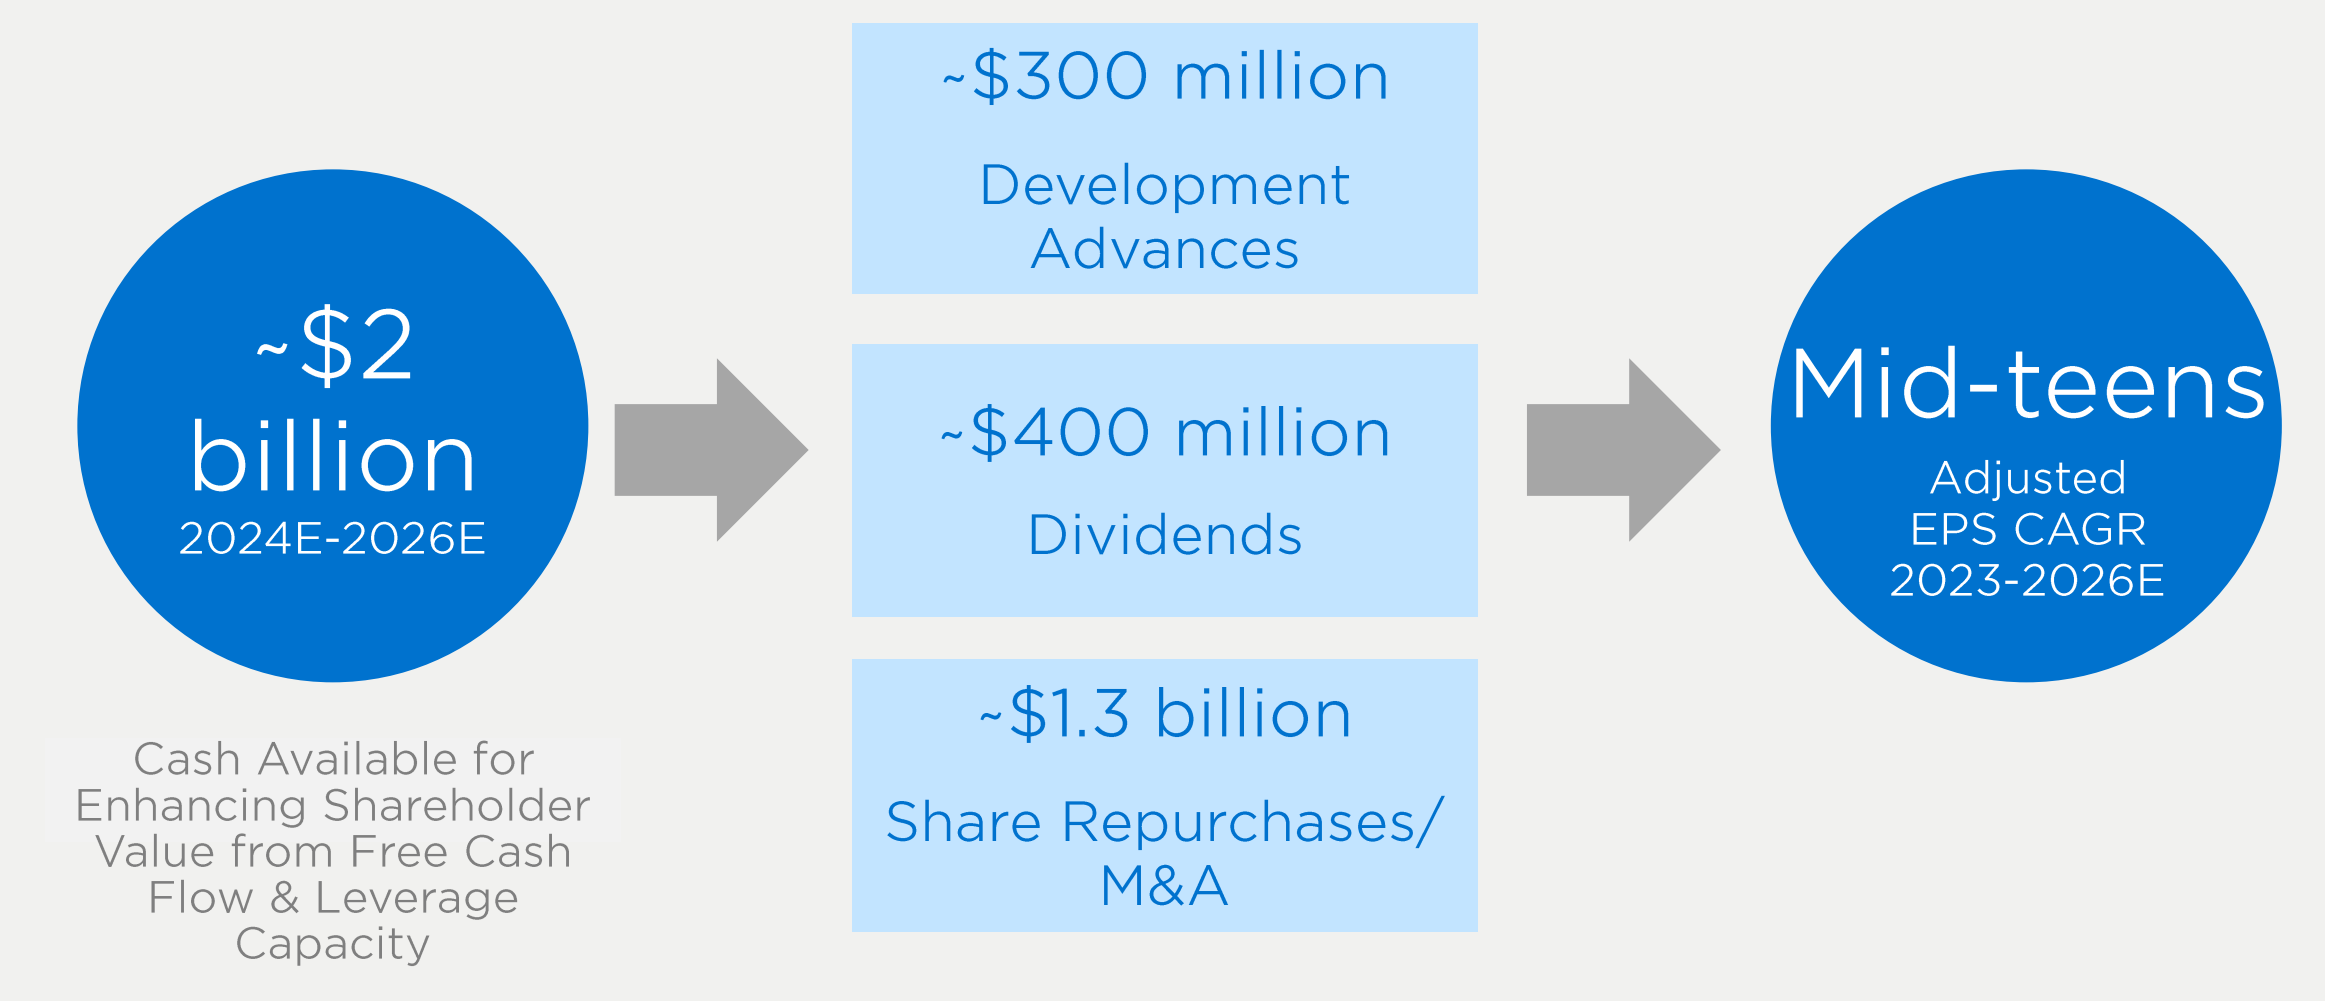 ~$2
billion
2024E-2026E
Cash Available for
Enhancing Shareholder
Value from Free Cash
Flow & Leverage
Capacity
~$300 million
Development
Advances
~$400 million
Dividends
~$1.3 billion
Share Repurchases/
M&A
Mid-teens
Adjusted
EPS CAGR
2023-2026E